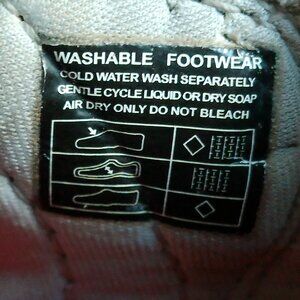 WASHABLE FOOTWEAR
COLD WATER WASH SEPARATELY
GENTLE CYCLE LIQUID OR DRY SOAP
AIR DRY ONLY DO NOT BLEACH